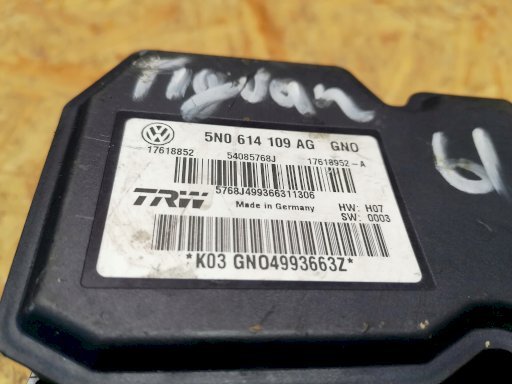 Tiguan
4
5N0 614 109 AG GNO
17618852 54085768J 17618952-A
5768J499366311306
TRW Made in Germany HW: H07
SW: 0003
*K03 GNO4993663Z*